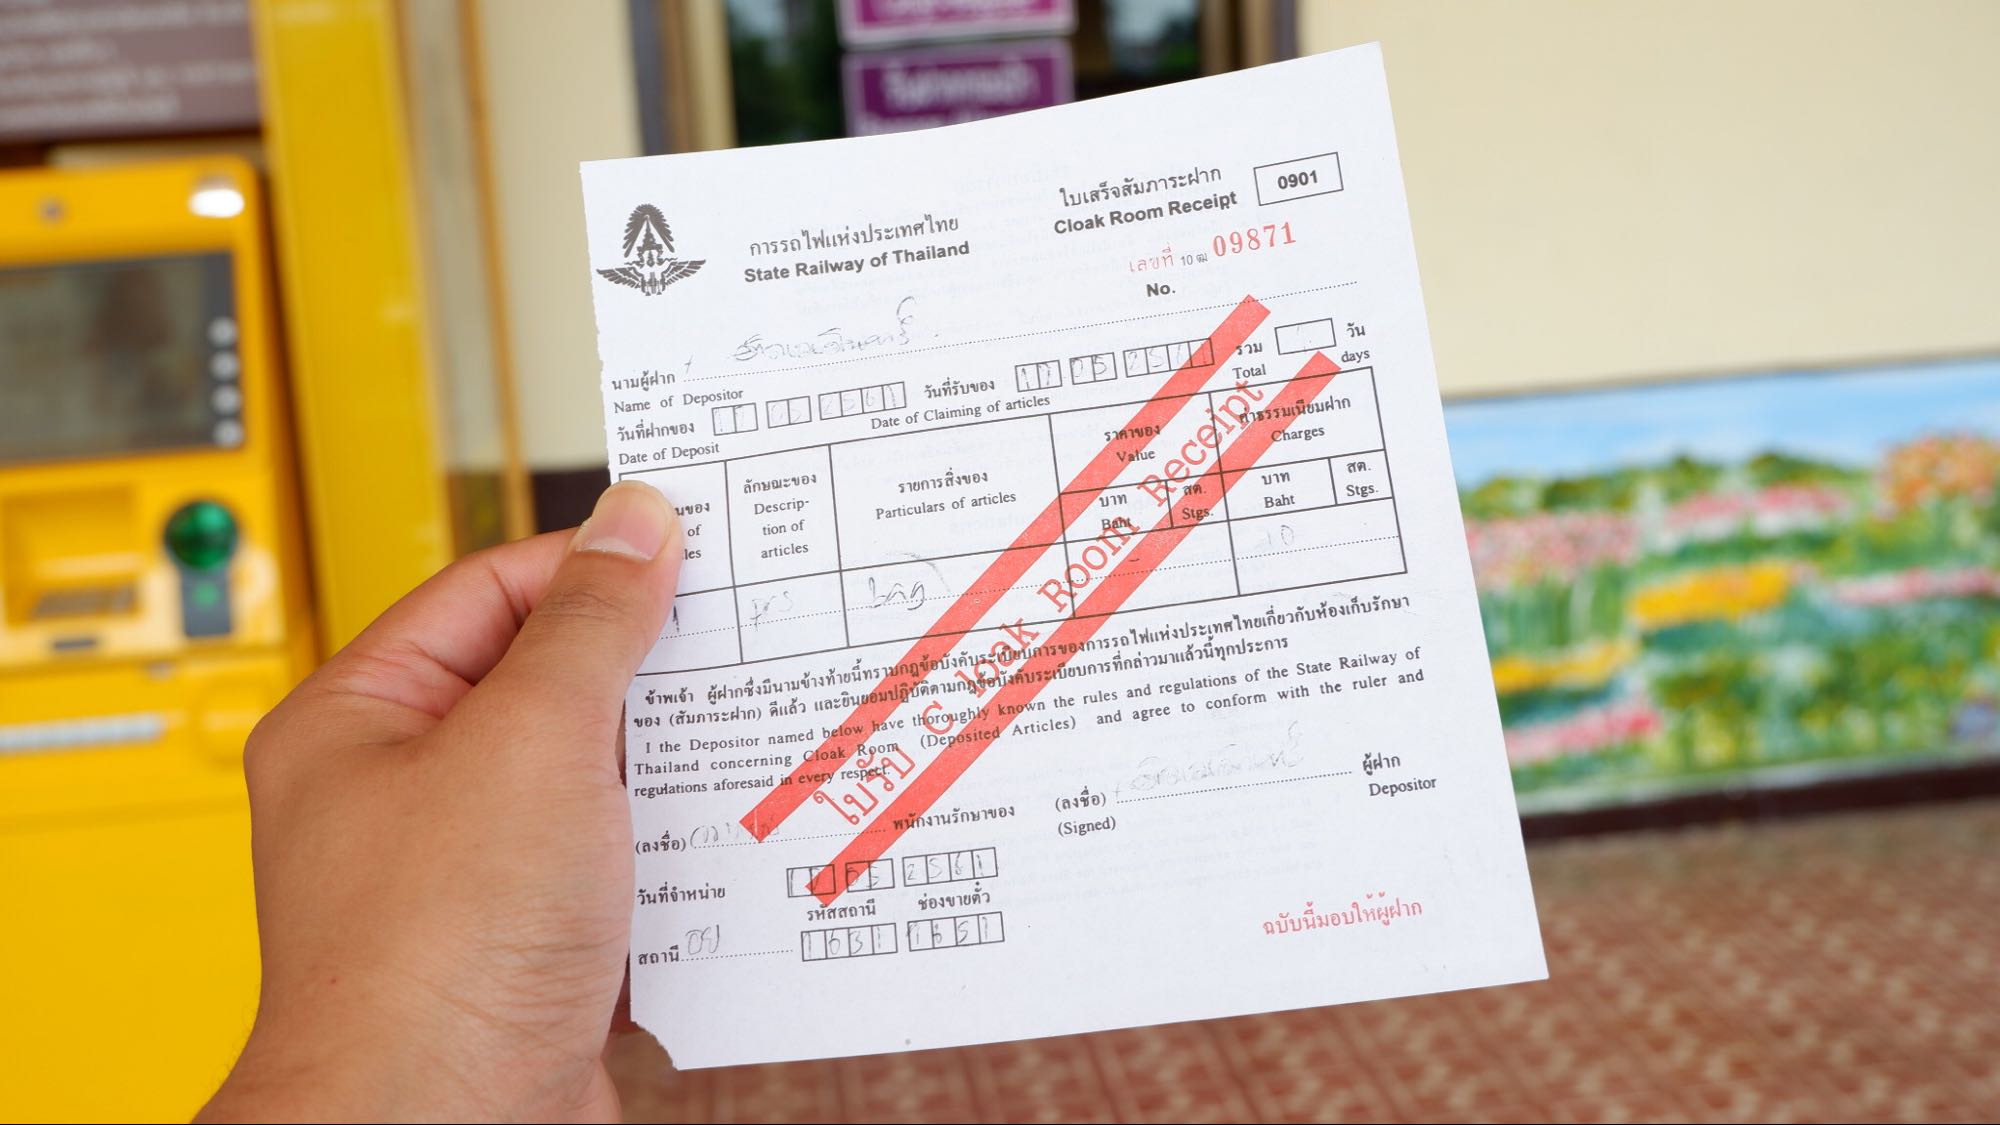 การรถไฟแห่งประเทศไทย
State Railway of Thailand
ใบเสร็จสัมภาระฝาก
Cloak Room Receipt
0901
เลขที่ 10ฒ 09871
No.
นามผู้ฝาก
Name of Depositor
วันที่ฝากของ 17 05 2561
Date of Deposit
วันที่รับของ 17 05 2561
Date of Claiming of articles
รวม วัน
Total days
นของ
of
les
ลักษณะของ
Descrip-
tion of
articles
รายการสิ่งของ
Particulars of articles
ราคาของ
Value
บาท
Baht
สต.
Stgs.
ค่าธรรมเนียมฝาก
Charges
บาท
Baht
สต.
Stgs.
1
-
ข้าพเจ้า ผู้ฝากซึ่งมีนามข้างท้ายนี้ทราบกฎข้อบังคับระเบียบการของการรถไฟแห่งประเทศไทยเกี่ยวกับห้องเก็บรักษา
ของ (สัมภาระฝาก) ดีแล้ว และยินยอมปฏิบัติตามกฎข้อบังคับระเบียบการที่กล่าวมาแล้วนี้ทุกประการ
I the Depositor named below have thoroughly known the rules and regulations of the State Railway of
Thailand concerning Cloak Room (Deposited Articles) and agree to conform with the ruler and
regulations aforesaid in every respect.
ใบรับ Cloak Room Receipt
(ลงชื่อ) พนักงานรักษาของ
(ลงชื่อ) ผู้ฝาก
(Signed) Depositor
วันที่จำหน่าย 17 05 2561
รหัสสถานี ช่องขายตั๋ว
สถานี อย 1631
ฉบับนี้มอบให้ผู้ฝาก